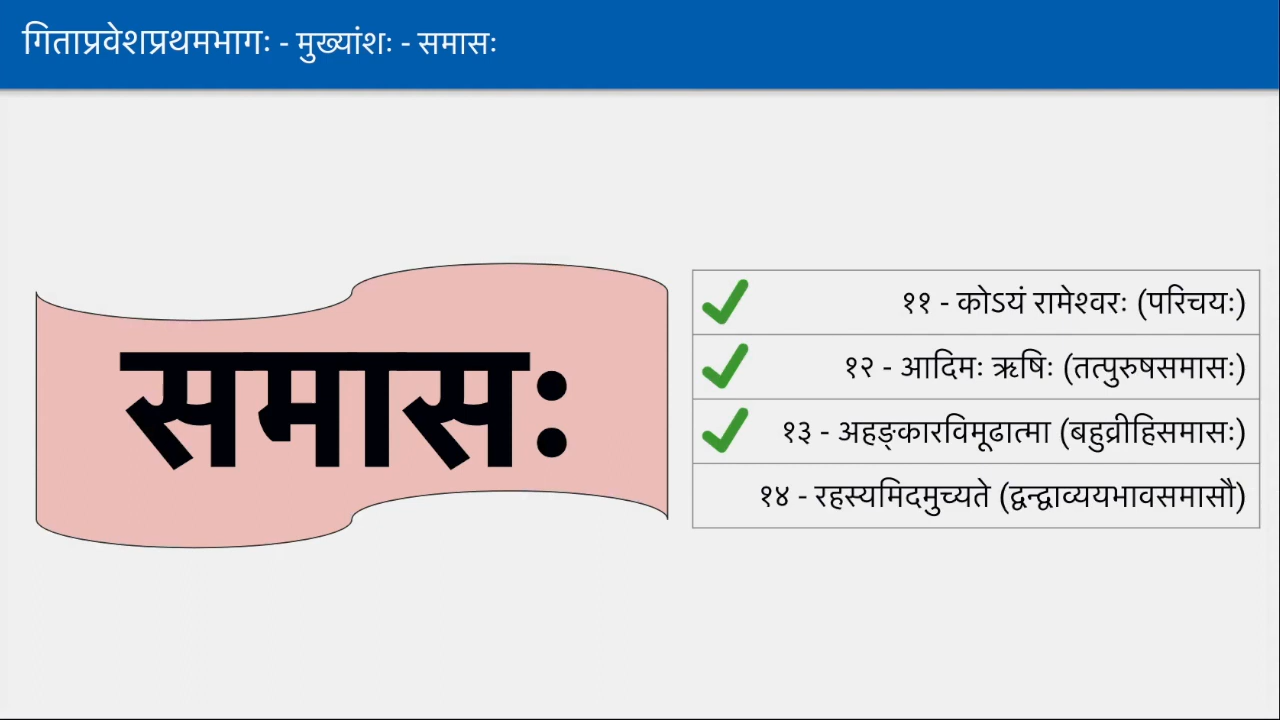 गिताप्रवेशप्रथमभागः - मुख्यांशः - समासः
समासः
११ - कोऽयं रामेश्वरः (परिचयः)
१२ - आदिमः ऋषिः (तत्पुरुषसमासः)
१३ - अहङ्कारविमूढात्मा (बहुव्रीहिसमासः)
१४ - रहस्यमिदमुच्यते (द्वन्द्वाव्ययभावसमासौ)